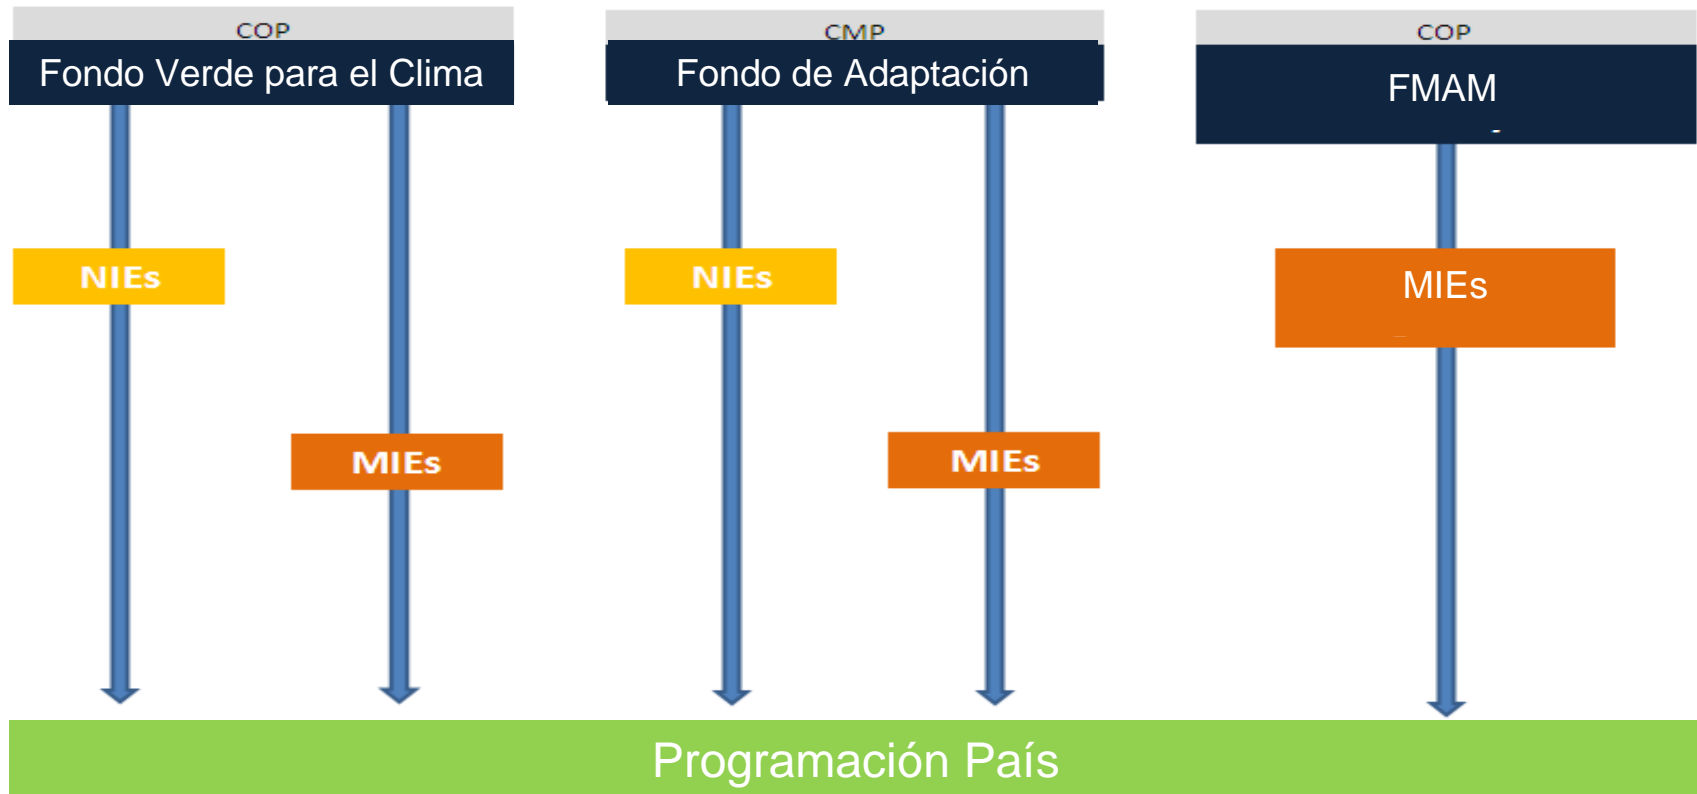 COP
Fondo Verde para el Clima
CMP
Fondo de Adaptación
COP
FMAM
NIEs
NIEs
MIEs
MIEs
MIEs
Programación País